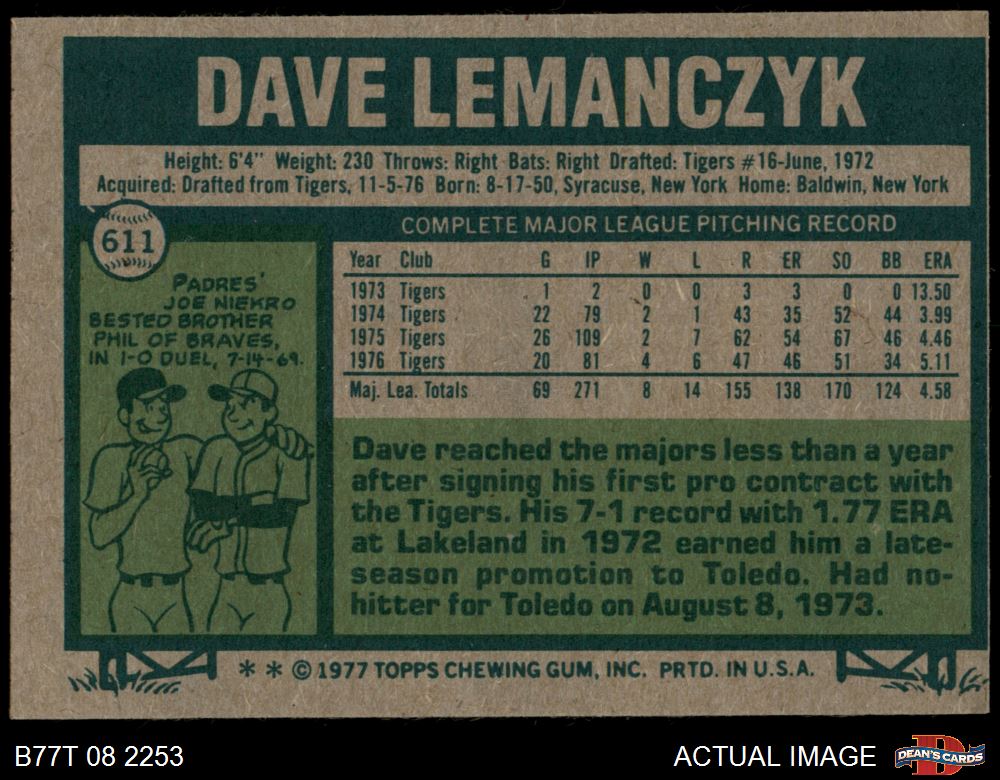 DAVE LEMANCZYK
Height: 6'4" Weight: 230 Throws: Right Bats: Right Drafted: Tigers #16-June, 1972
Acquired: Drafted from Tigers, 11-5-76 Born: 8-17-50, Syracuse, New York Home: Baldwin, New York
611
PADRES'
JOE NIEKRO
BESTED BROTHER
PHIL OF BRAVES,
IN 1-0 DUEL, 7-14-69.
COMPLETE MAJOR LEAGUE PITCHING RECORD
Year Club G IP W L R ER SO BB ERA
1973 Tigers 1 2 0 0 3 3 0 0 13.50
1974 Tigers 22 79 2 1 43 35 52 44 3.99
1975 Tigers 26 109 2 7 62 54 67 46 4.46
1976 Tigers 20 81 4 6 47 46 51 34 5.11
Maj. Lea. Totals 69 271 8 14 155 138 170 124 4.58
Dave reached the majors less than a year
after signing his first pro contract with
the Tigers. His 7-1 record with 1.77 ERA
at Lakeland in 1972 earned him a late-
season promotion to Toledo. Had no-
hitter for Toledo on August 8, 1973.
* * © 1977 TOPPS CHEWING GUM, INC. PRTD. IN U.S.A.
B77T 08 2253
ACTUAL IMAGE
D
DEAN'S CARDS